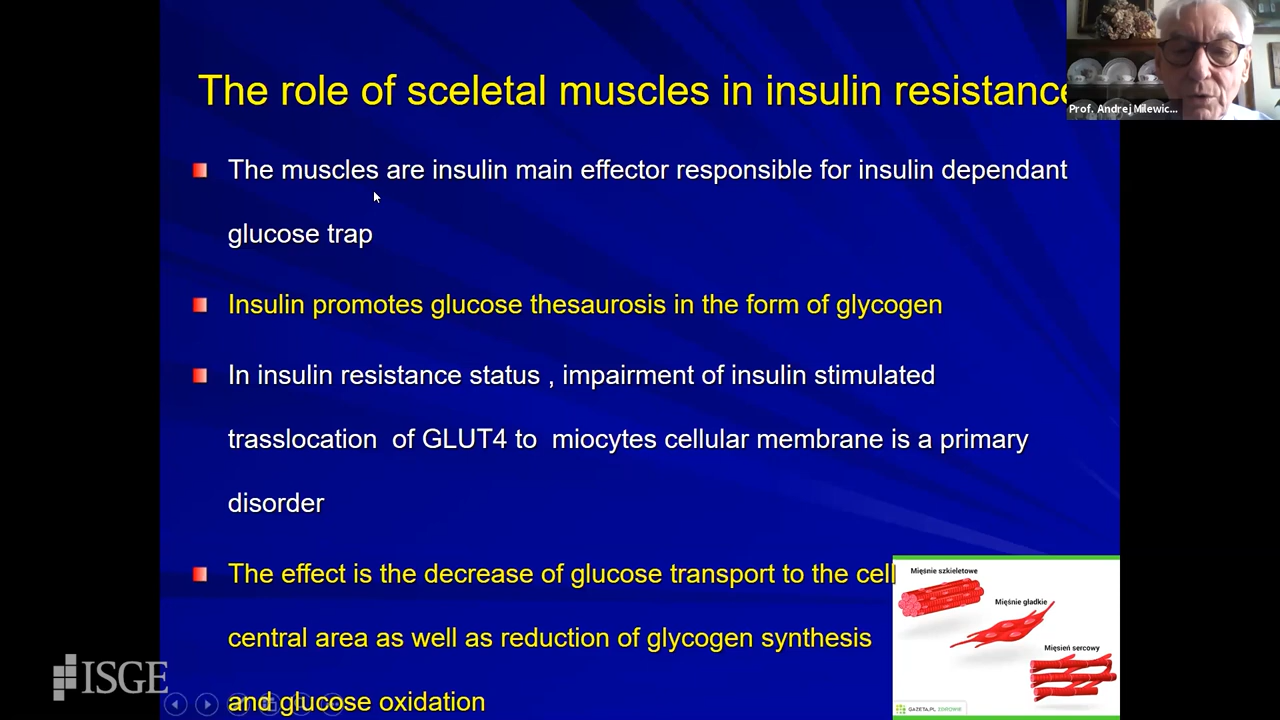 The role of sceletal muscles in insulin resistance
Prof. Andrej Milewic...
The muscles are insulin main effector responsible for insulin dependant
glucose trap
Insulin promotes glucose thesaurosis in the form of glycogen
In insulin resistance status , impairment of insulin stimulated
trasslocation of GLUT4 to miocytes cellular membrane is a primary
disorder
The effect is the decrease of glucose transport to the cell
central area as well as reduction of glycogen synthesis
and glucose oxidation
Mięśnie szkieletowe
Mięśnie gładkie
Mięsień sercowy
GAZETA.PL ZDROWIE
ISGE